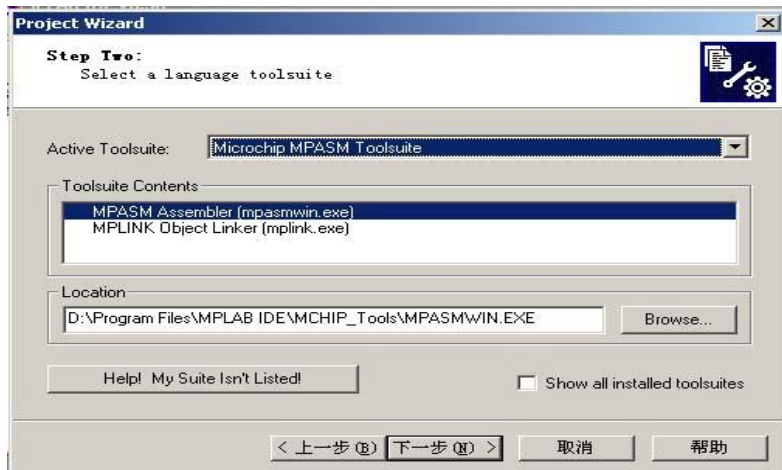 Project Wizard
Step Two:
Select a language toolsuite
Active Toolsuite: Microchip MPASM Toolsuite
Toolsuite Contents
MPASM Assembler (mpasmwin.exe)
MPLINK Object Linker (mplink.exe)
Location
D:\Program Files\MPLAB IDE\MCHIP_Tools\MPASMWIN.EXE Browse...
Help! My Suite Isn't Listed! Show all installed toolsuites
< 上一步(B) 下一步(N) > 取消 帮助